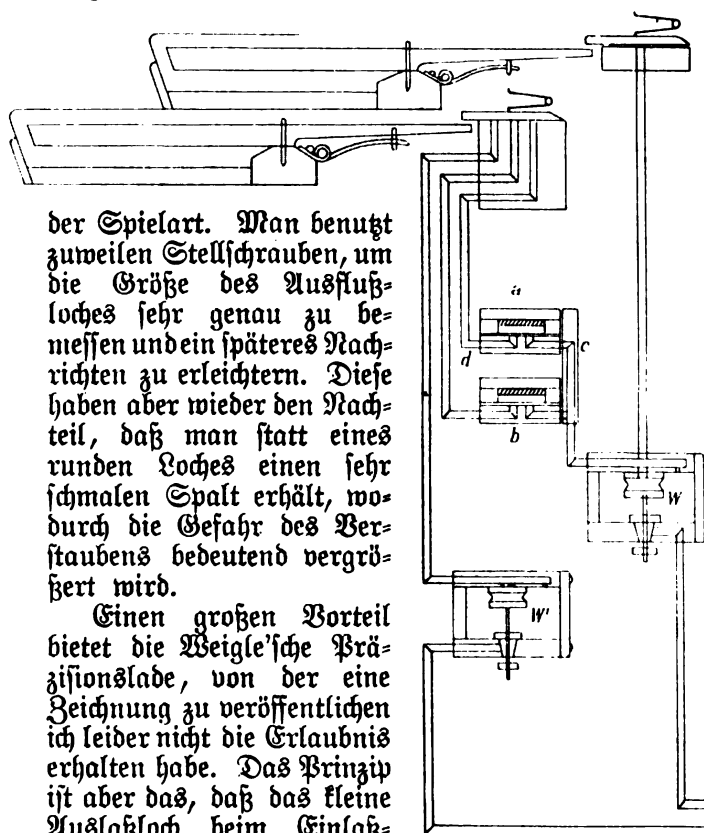 der Spielart. Man benutzt
zuweilen Stellschrauben, um
die Größe des Ausfluß=
loches sehr genau zu be=
messen und ein späteres Nach=
richten zu erleichtern. Diese
haben aber wieder den Nach=
teil, daß man statt eines
runden Loches einen sehr
schmalen Spalt erhält, wo=
durch die Gefahr des Ver=
staubens bedeutend vergrö=
ßert wird.
Einen großen Vorteil
bietet die Weigle'sche Prä=
zisionslade, von der eine
Zeichnung zu veröffentlichen
ich leider nicht die Erlaubnis
erhalten habe. Das Prinzip
ist aber das, daß das kleine
Auslaßloch beim Einlaß=
a
d
c
b
W
W'